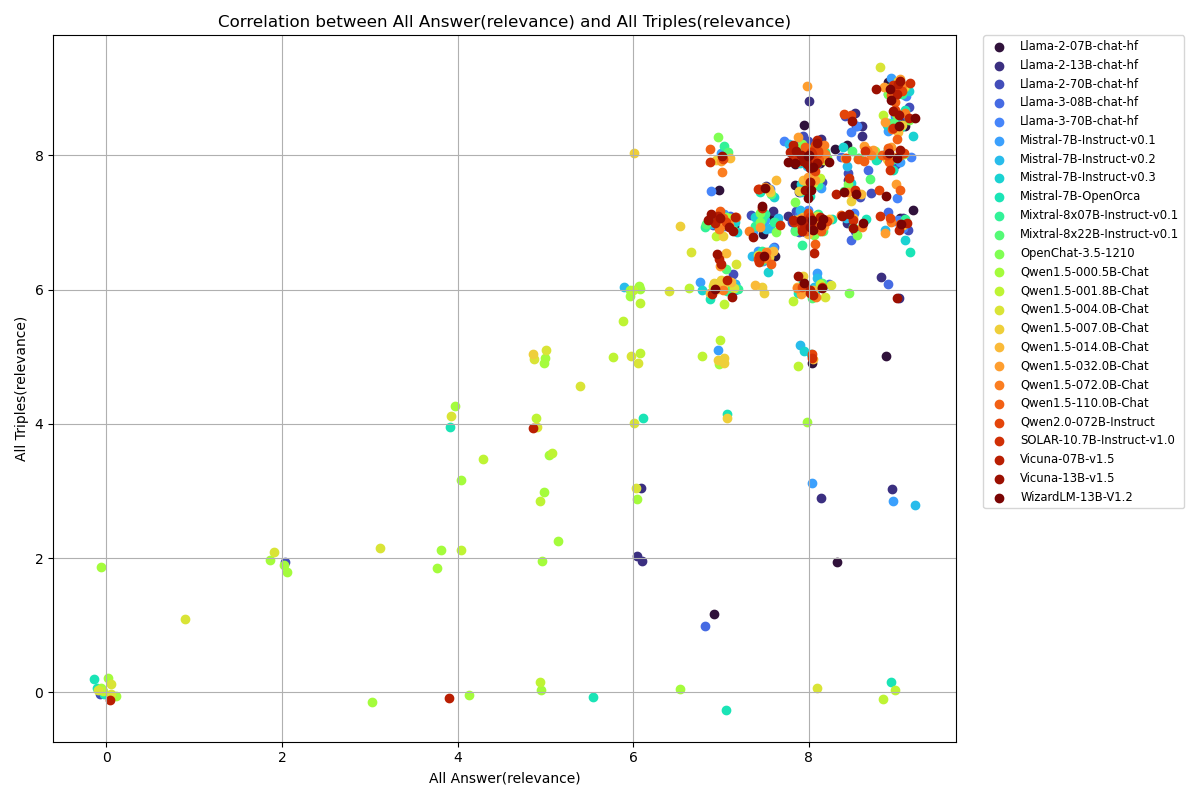 Correlation between All Answer(relevance) and All Triples(relevance)
All Triples(relevance)
8
6
4
2
0
0 2 4 6 8
All Answer(relevance)
Llama-2-07B-chat-hf
Llama-2-13B-chat-hf
Llama-2-70B-chat-hf
Llama-3-08B-chat-hf
Llama-3-70B-chat-hf
Mistral-7B-Instruct-v0.1
Mistral-7B-Instruct-v0.2
Mistral-7B-Instruct-v0.3
Mistral-7B-OpenOrca
Mixtral-8x07B-Instruct-v0.1
Mixtral-8x22B-Instruct-v0.1
OpenChat-3.5-1210
Qwen1.5-000.5B-Chat
Qwen1.5-001.8B-Chat
Qwen1.5-004.0B-Chat
Qwen1.5-007.0B-Chat
Qwen1.5-014.0B-Chat
Qwen1.5-032.0B-Chat
Qwen1.5-072.0B-Chat
Qwen1.5-110.0B-Chat
Qwen2.0-072B-Instruct
SOLAR-10.7B-Instruct-v1.0
Vicuna-07B-v1.5
Vicuna-13B-v1.5
WizardLM-13B-V1.2